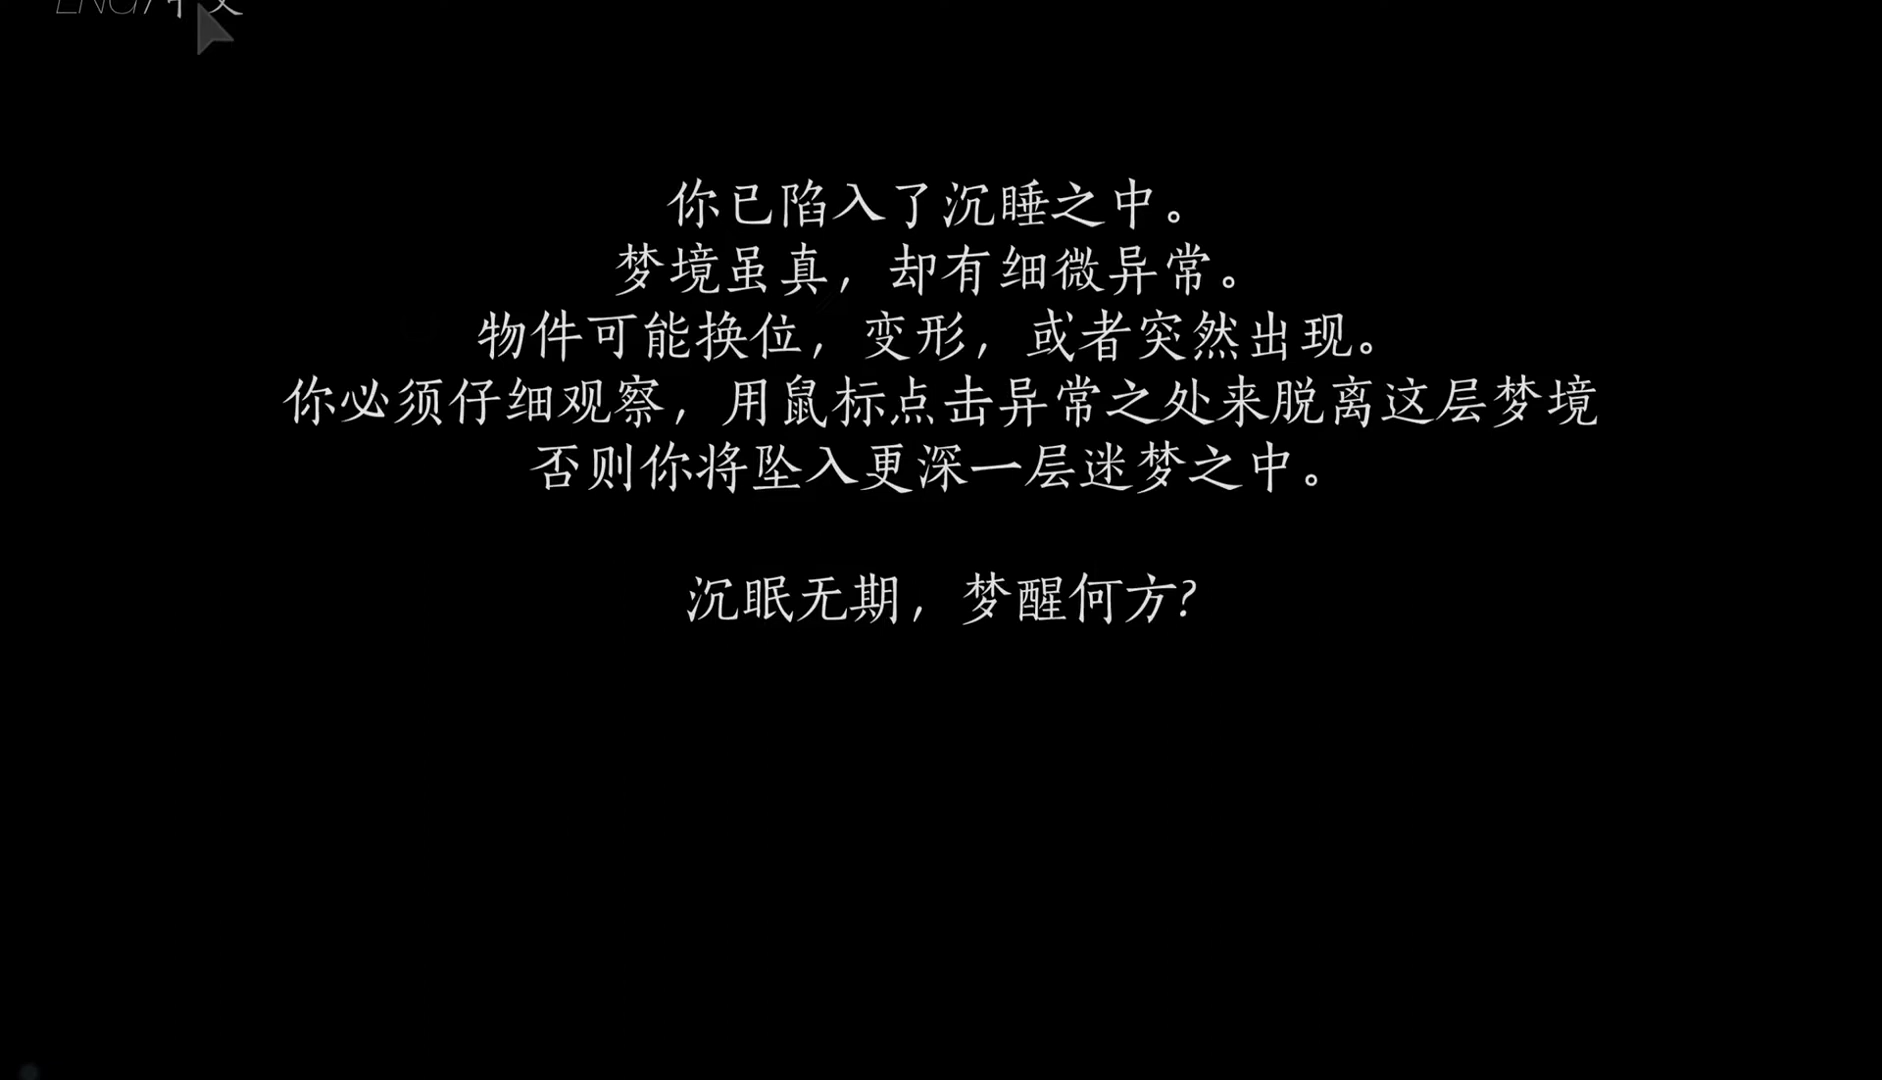 ENG/中文
你已陷入了沉睡之中。
梦境虽真，却有细微异常。
物件可能换位，变形，或者突然出现。
你必须仔细观察，用鼠标点击异常之处来脱离这层梦境
否则你将坠入更深一层迷梦之中。
沉眠无期，梦醒何方?